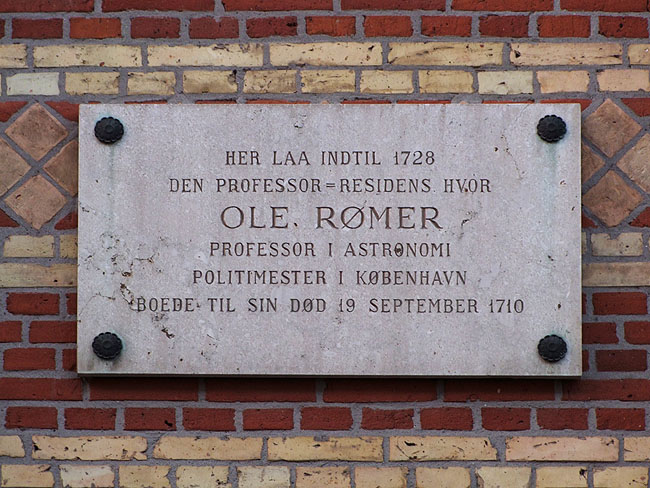 HER LAA INDTIL 1728
DEN PROFESSOR=RESIDENS HVOR
OLE. RØMER
PROFESSOR I ASTRONOMI
POLITIMESTER I KØBENHAVN
BOEDE TIL SIN DØD 19 SEPTEMBER 1710